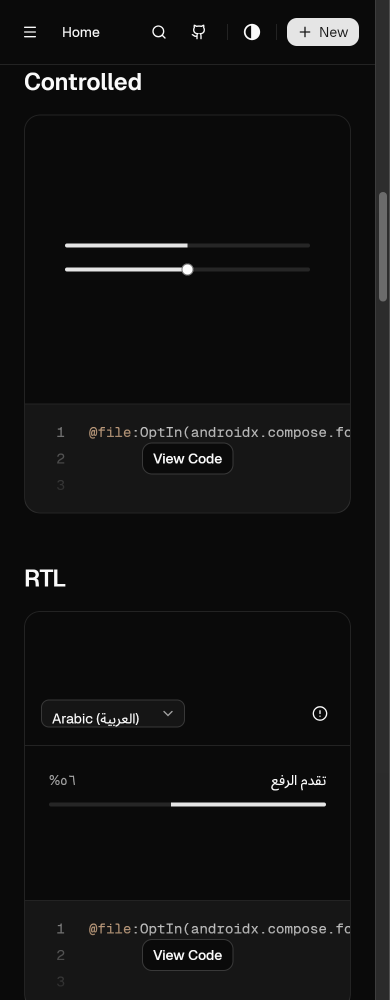 Home
New
Controlled
1 @file:OptIn(androidx.compose.fo
2
View Code
3
RTL
Arabic (العربية)
تقدم الرفع
%٥٦
1 @file:OptIn(androidx.compose.fo
2
View Code
3